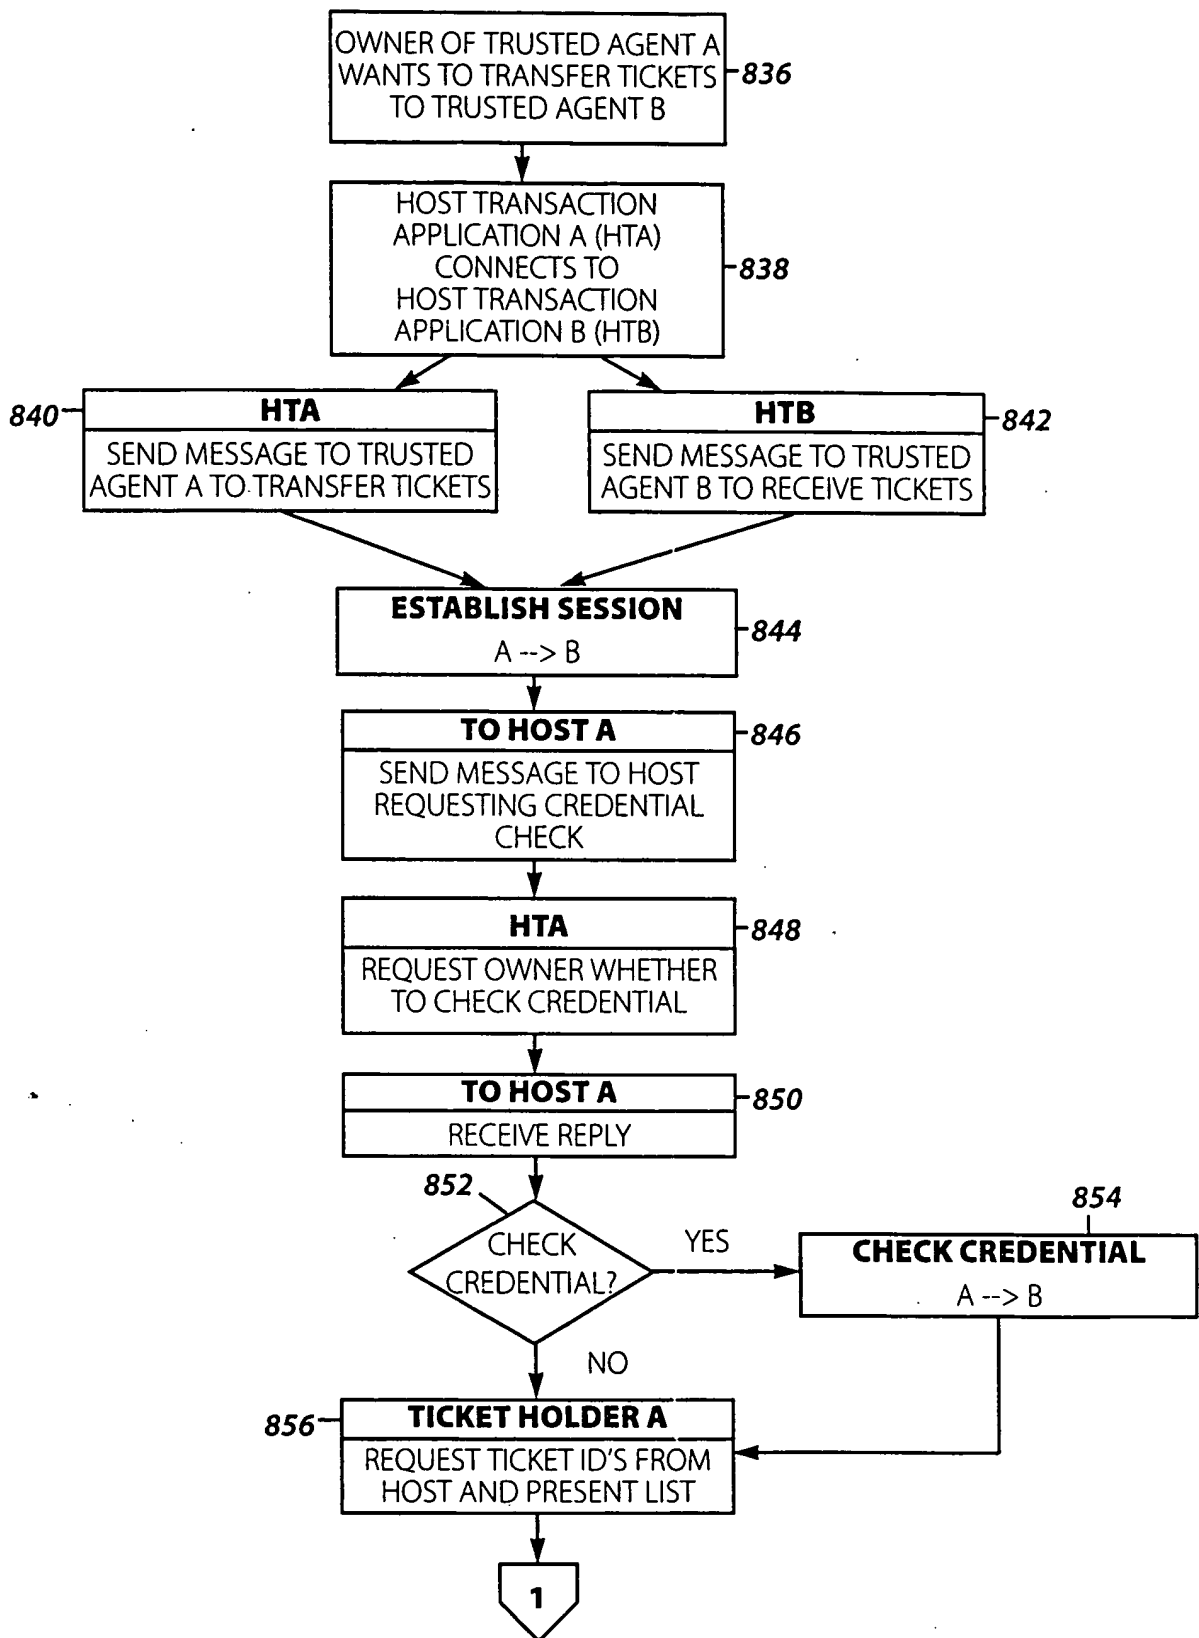 OWNER OF TRUSTED AGENT A
WANTS TO TRANSFER TICKETS
TO TRUSTED AGENT B
836
HOST TRANSACTION
APPLICATION A (HTA)
CONNECTS TO
HOST TRANSACTION
APPLICATION B (HTB)
838
840
HTA
SEND MESSAGE TO TRUSTED
AGENT A TO TRANSFER TICKETS
HTB
842
SEND MESSAGE TO TRUSTED
AGENT B TO RECEIVE TICKETS
ESTABLISH SESSION
A --> B
844
TO HOST A
846
SEND MESSAGE TO HOST
REQUESTING CREDENTIAL
CHECK
HTA
848
REQUEST OWNER WHETHER
TO CHECK CREDENTIAL
TO HOST A
850
RECEIVE REPLY
852
CHECK
CREDENTIAL?
YES
854
CHECK CREDENTIAL
A --> B
NO
856
TICKET HOLDER A
REQUEST TICKET ID'S FROM
HOST AND PRESENT LIST
1